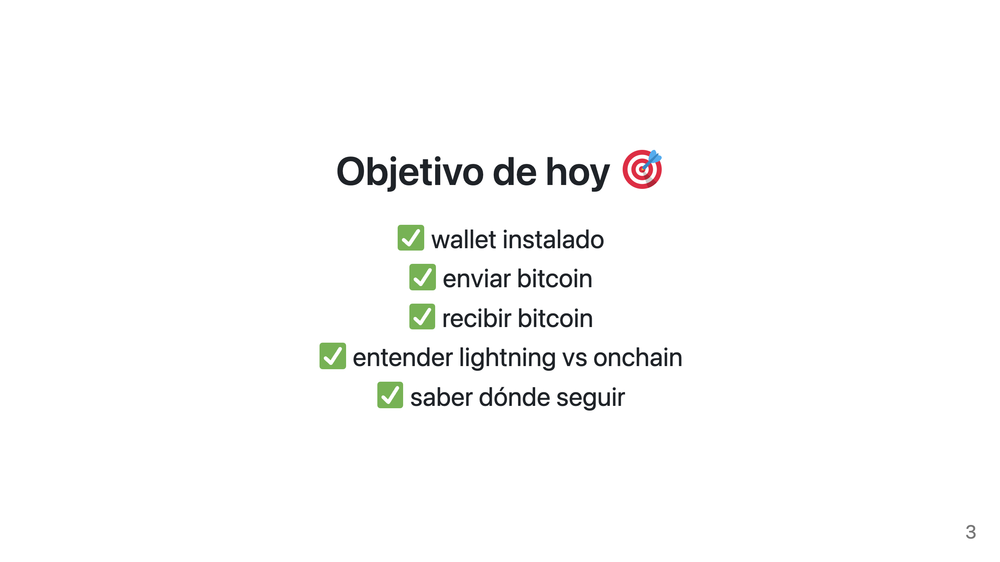 Objetivo de hoy 🎯
✅ wallet instalado
✅ enviar bitcoin
✅ recibir bitcoin
✅ entender lightning vs onchain
✅ saber dónde seguir
3